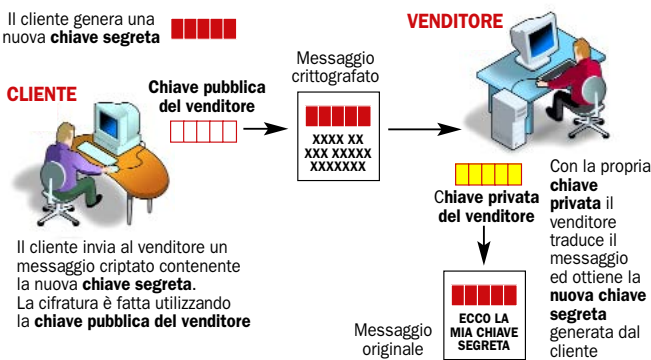 Il cliente genera una
nuova chiave segreta
CLIENTE
Chiave pubblica
del venditore
Messaggio
crittografato
XXXX XX
XXX XXXXX
XXXXXXX
VENDITORE
Chiave privata
del venditore
Con la propria
chiave
privata il
venditore
traduce il
messaggio
ed ottiene la
nuova chiave
segreta
generata dal
cliente
Il cliente invia al venditore un
messaggio criptato contenente
la nuova chiave segreta.
La cifratura è fatta utilizzando
la chiave pubblica del venditore
Messaggio
originale
ECCO LA
MIA CHIAVE
SEGRETA